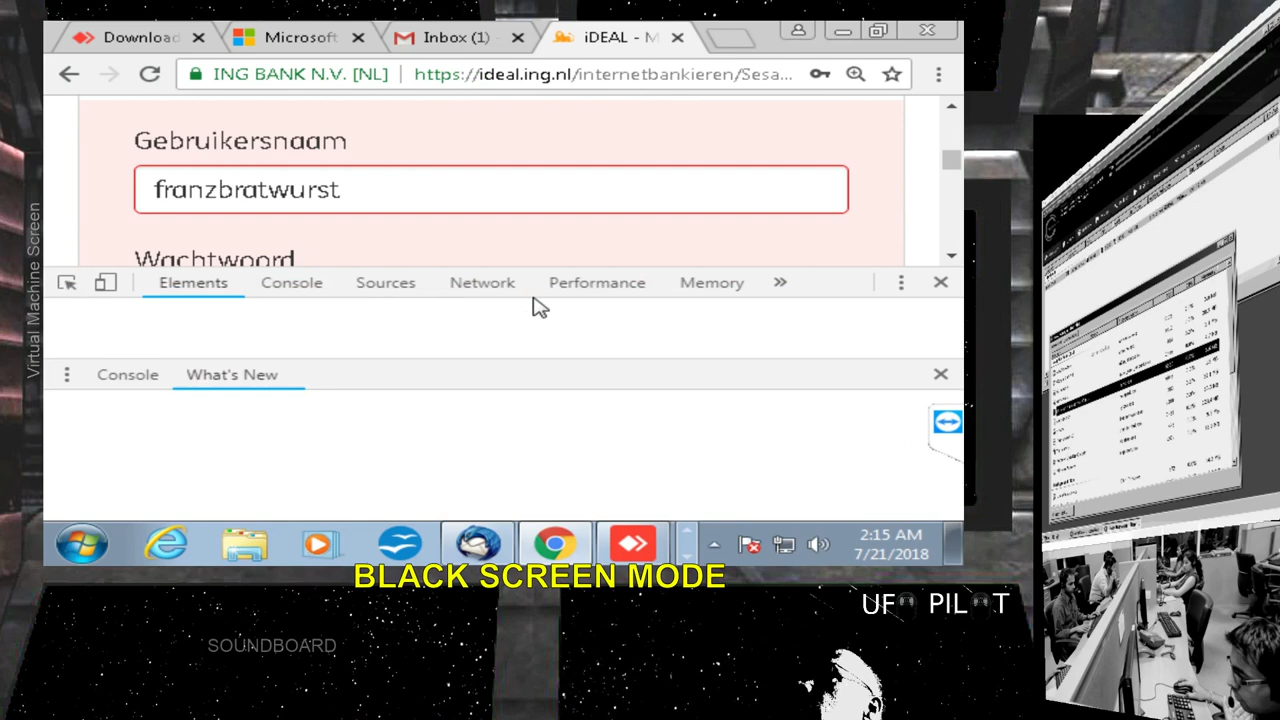 Download
Microsoft
Inbox (1)
iDEAL - M
ING BANK N.V. [NL]
https://ideal.ing.nl/internetbankieren/Sesa...
Gebruikersnaam
franzbratwurst
Wachtwoord
Elements
Console
Sources
Network
Performance
Memory
»
Console
What's New
2:15 AM
7/21/2018
Virtual Machine Screen
BLACK SCREEN MODE
UFO PILOT
SOUNDBOARD